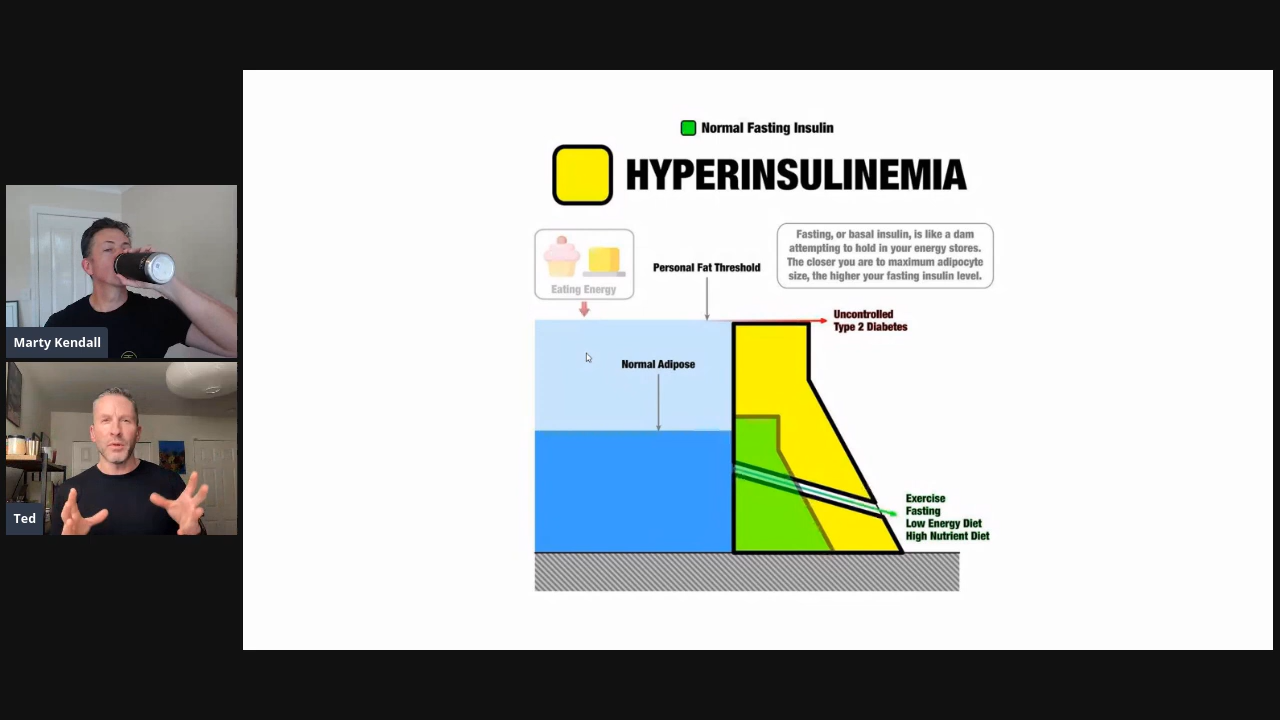 Normal Fasting Insulin
HYPERINSULINEMIA
Eating Energy
Personal Fat Threshold
Fasting, or basal insulin, is like a dam
attempting to hold in your energy stores.
The closer you are to maximum adipocyte
size, the higher your fasting insulin level.
Uncontrolled
Type 2 Diabetes
Normal Adipose
Exercise
Fasting
Low Energy Diet
High Nutrient Diet
Marty Kendall
Ted